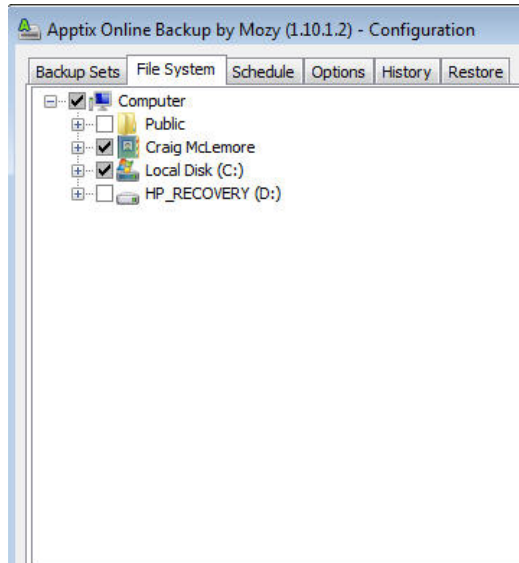 Apptix Online Backup by Mozy (1.10.1.2) - Configuration
Backup Sets File System Schedule Options History Restore
Computer
Public
Craig McLemore
Local Disk (C:)
HP_RECOVERY (D:)